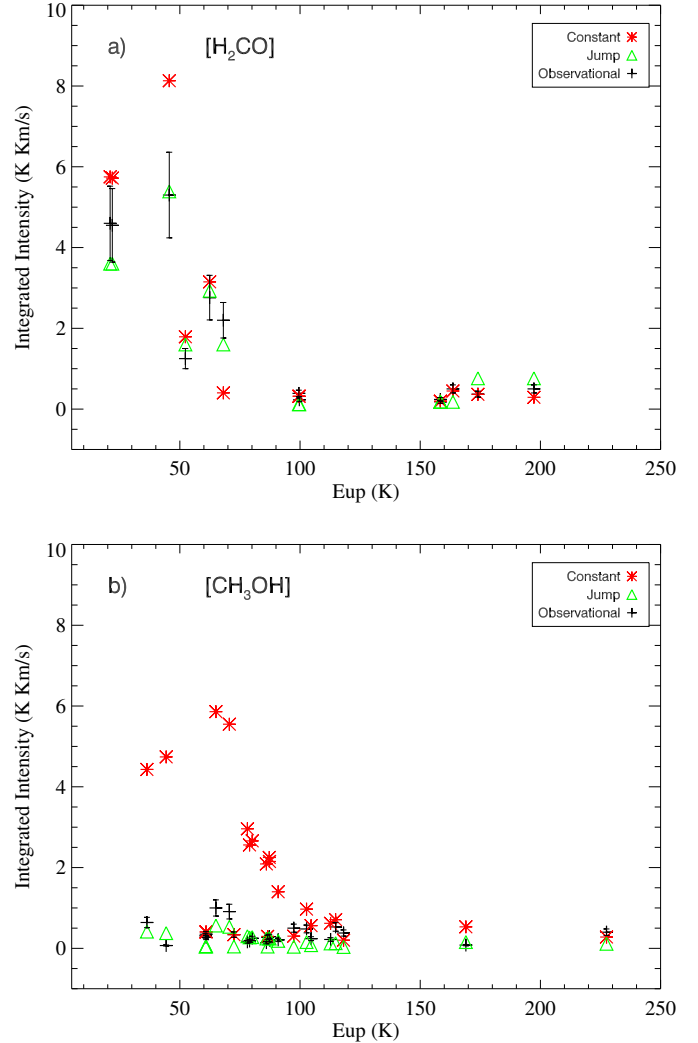 a)
[H₂CO]
Constant
Jump
Observational
10
8
6
4
2
0
Integrated Intensity (K Km/s)
50
100
150
200
250
Eup (K)
b)
[CH₃OH]
Constant
Jump
Observational
10
8
6
4
2
0
Integrated Intensity (K Km/s)
50
100
150
200
250
Eup (K)